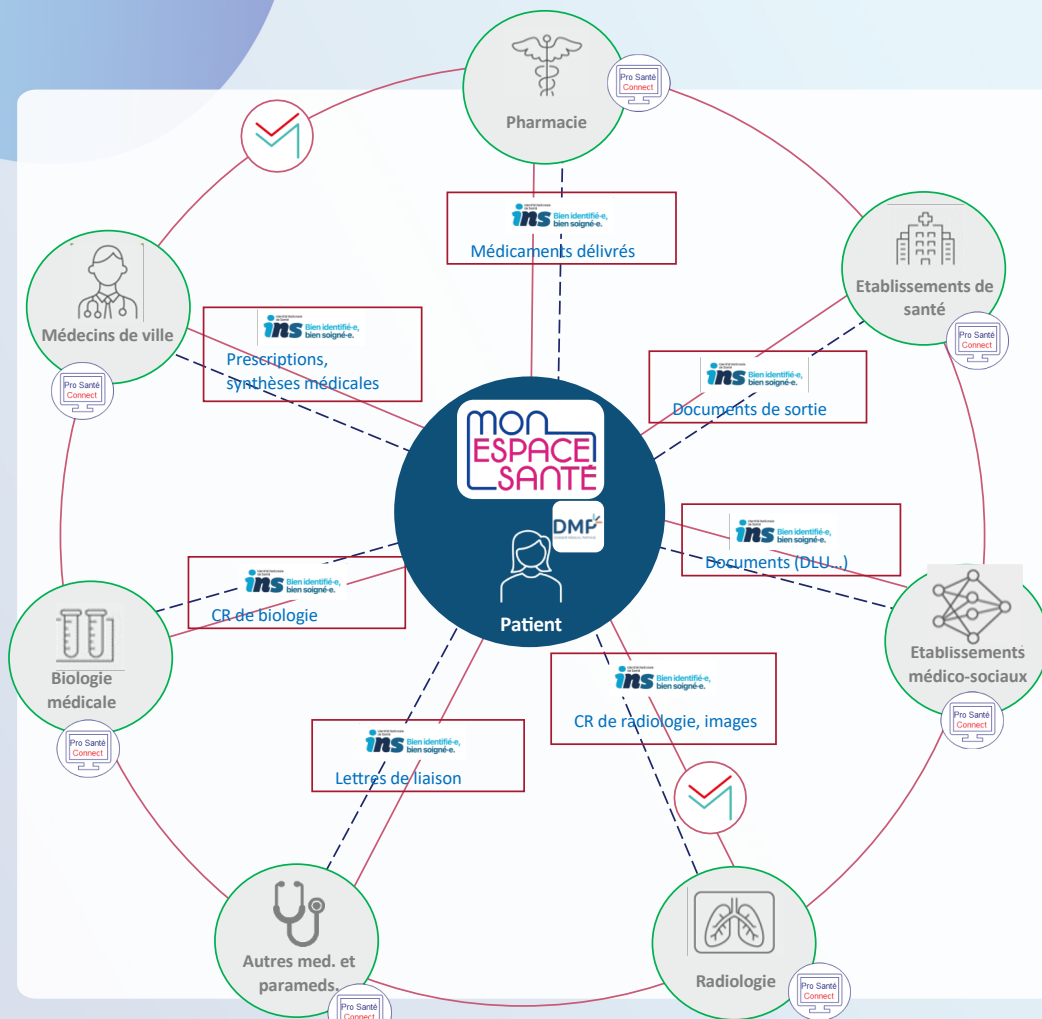 Pro Santé
Connect
Pharmacie
ins Bien identifié·e,
bien soigné·e.
Médicaments délivrés
Etablissements de
santé
Pro Santé
Connect
Médecins de ville
Pro Santé
Connect
ins Bien identifié·e,
bien soigné·e.
Prescriptions,
synthèses médicales
ins Bien identifié·e,
bien soigné·e.
Documents de sortie
MON
ESPACE
SANTÉ
DMP
Patient
ins Bien identifié·e,
bien soigné·e.
Documents (DLU...)
ins Bien identifié·e,
bien soigné·e.
CR de biologie
Biologie
médicale
Pro Santé
Connect
Etablissements
médico-sociaux
Pro Santé
Connect
ins Bien identifié·e,
bien soigné·e.
CR de radiologie, images
ins Bien identifié·e,
bien soigné·e.
Lettres de liaison
Autres med. et
parameds.
Pro Santé
Connect
Radiologie
Pro Santé
Connect